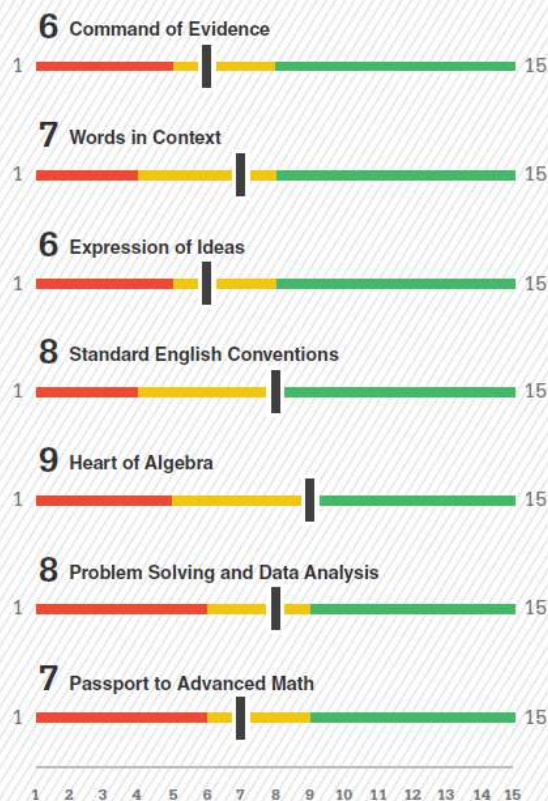 6 Command of Evidence
1 15
7 Words in Context
1 15
6 Expression of Ideas
1 15
8 Standard English Conventions
1 15
9 Heart of Algebra
1 15
8 Problem Solving and Data Analysis
1 15
7 Passport to Advanced Math
1 15
1 2 3 4 5 6 7 8 9 10 11 12 13 14 15